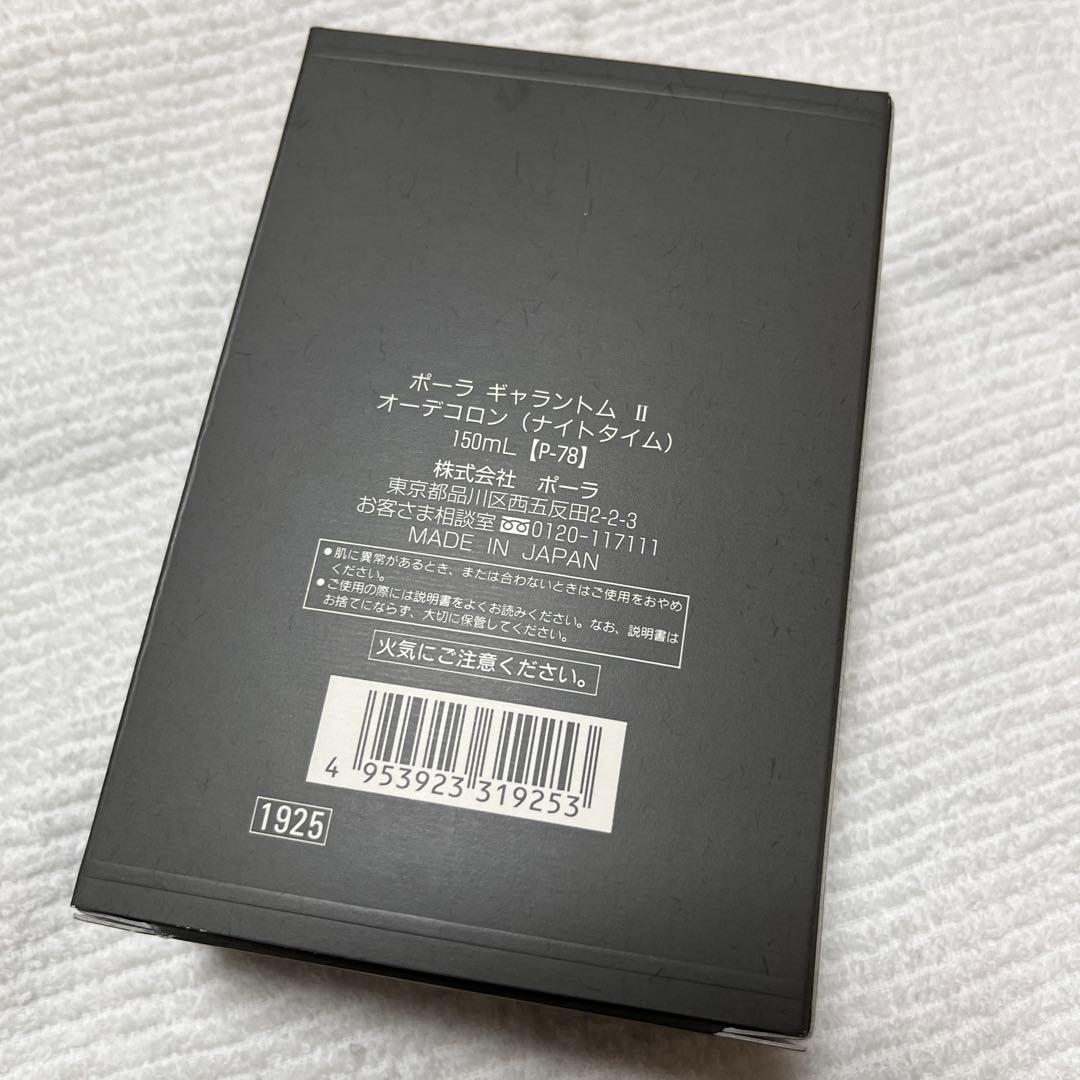 ポーラ ギャラントム Ⅱ
オーデコロン（ナイトタイム）
150mL【P-78】
株式会社 ポーラ
東京都品川区西五反田2-2-3
お客さま相談室 0120-117111
MADE IN JAPAN
●肌に異常があるとき、または合わないときはご使用をおやめ
ください。
●ご使用の際には説明書をよくお読みください。なお、説明書は
お捨てにならず、大切に保管してください。
火気にご注意ください。
4 953923 319253
1925